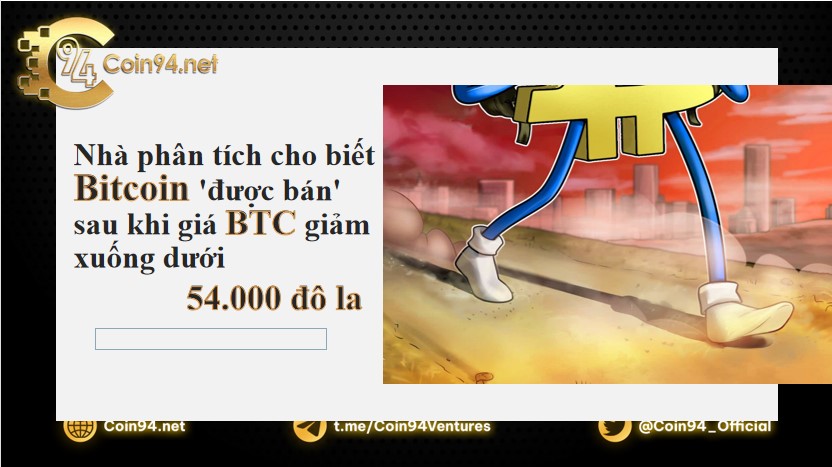 94 Coin94.net
Nhà phân tích cho biết
Bitcoin 'được bán'
sau khi giá BTC giảm
xuống dưới
54.000 đô la
Coin94.net
t.me/Coin94Ventures
@Coin94_Official